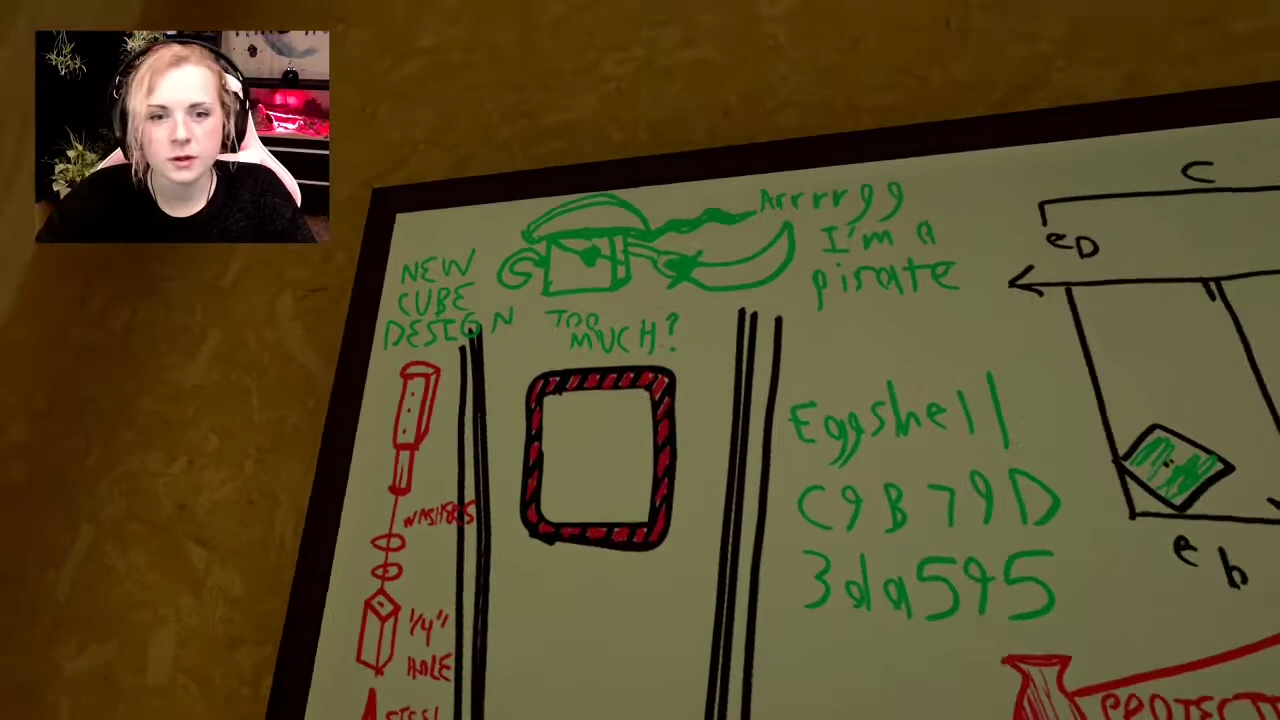 Arrrrgg
I'm a
pirate
NEW
CUBE
DESIGN
TOO
MUCH?
WASHERS
1/4"
HOLE
Eggshell
C9B79D
3da595
C
eD
e b